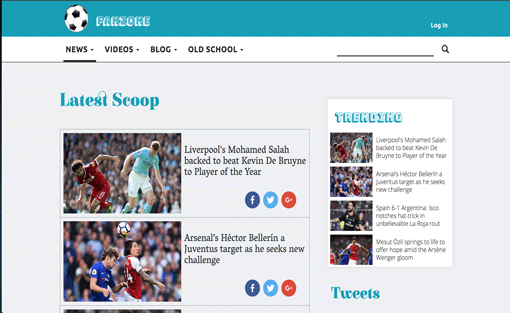 FANZONE
Log In
NEWS
VIDEOS
BLOG
OLD SCHOOL
Latest Scoop
Liverpool's Mohamed Salah
backed to beat Kevin De Bruyne
to Player of the Year
Arsenal's Héctor Bellerín a
Juventus target as he seeks new
challenge
TRENDING
Liverpool's Mohamed Salah
backed to beat Kevin De Bruyne
to Player of the Year
Arsenal's Héctor Bellerín a
Juventus target as he seeks
new challenge
Spain 6-1 Argentina: Isco
notches hat-trick in
unbelievable La Roja rout
Mesut Özil springs to life to
offer hope amid the Arsène
Wenger gloom
Tweets